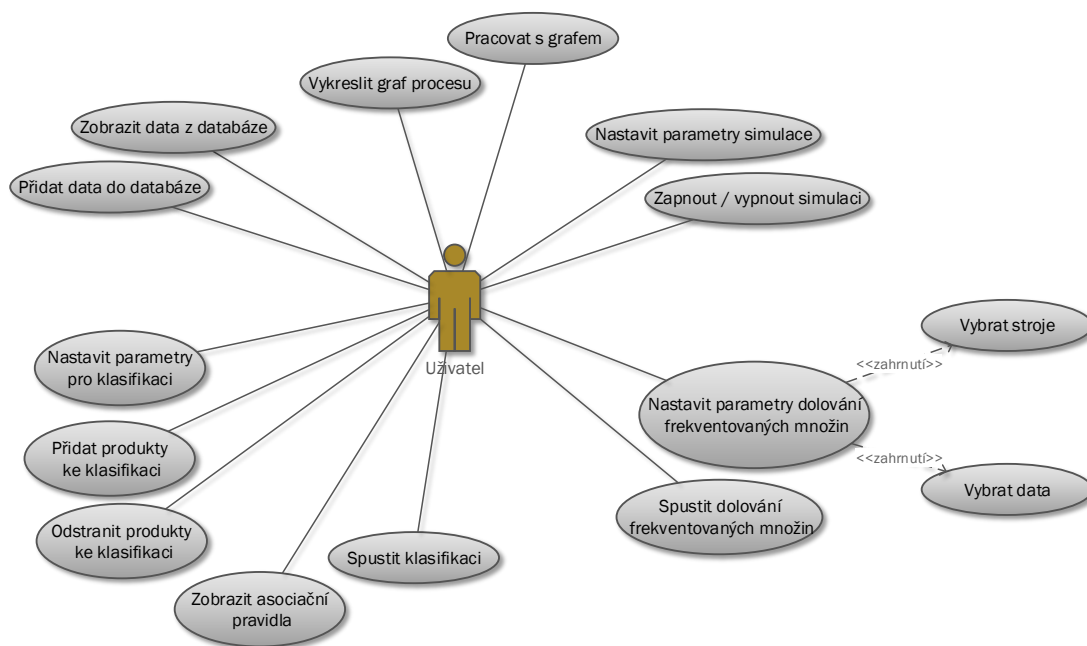 Pracovat s grafem
Vykreslit graf procesu
Zobrazit data z databáze
Nastavit parametry simulace
Přidat data do databáze
Zapnout / vypnout simulaci
Uživatel
Vybrat stroje
<<zahrnutí>>
Nastavit parametry
pro klasifikaci
Nastavit parametry dolování
frekventovaných množin
Přidat produkty
ke klasifikaci
<<zahrnutí>>
Vybrat data
Spustit dolování
frekventovaných množin
Odstranit produkty
ke klasifikaci
Spustit klasifikaci
Zobrazit asociační
pravidla